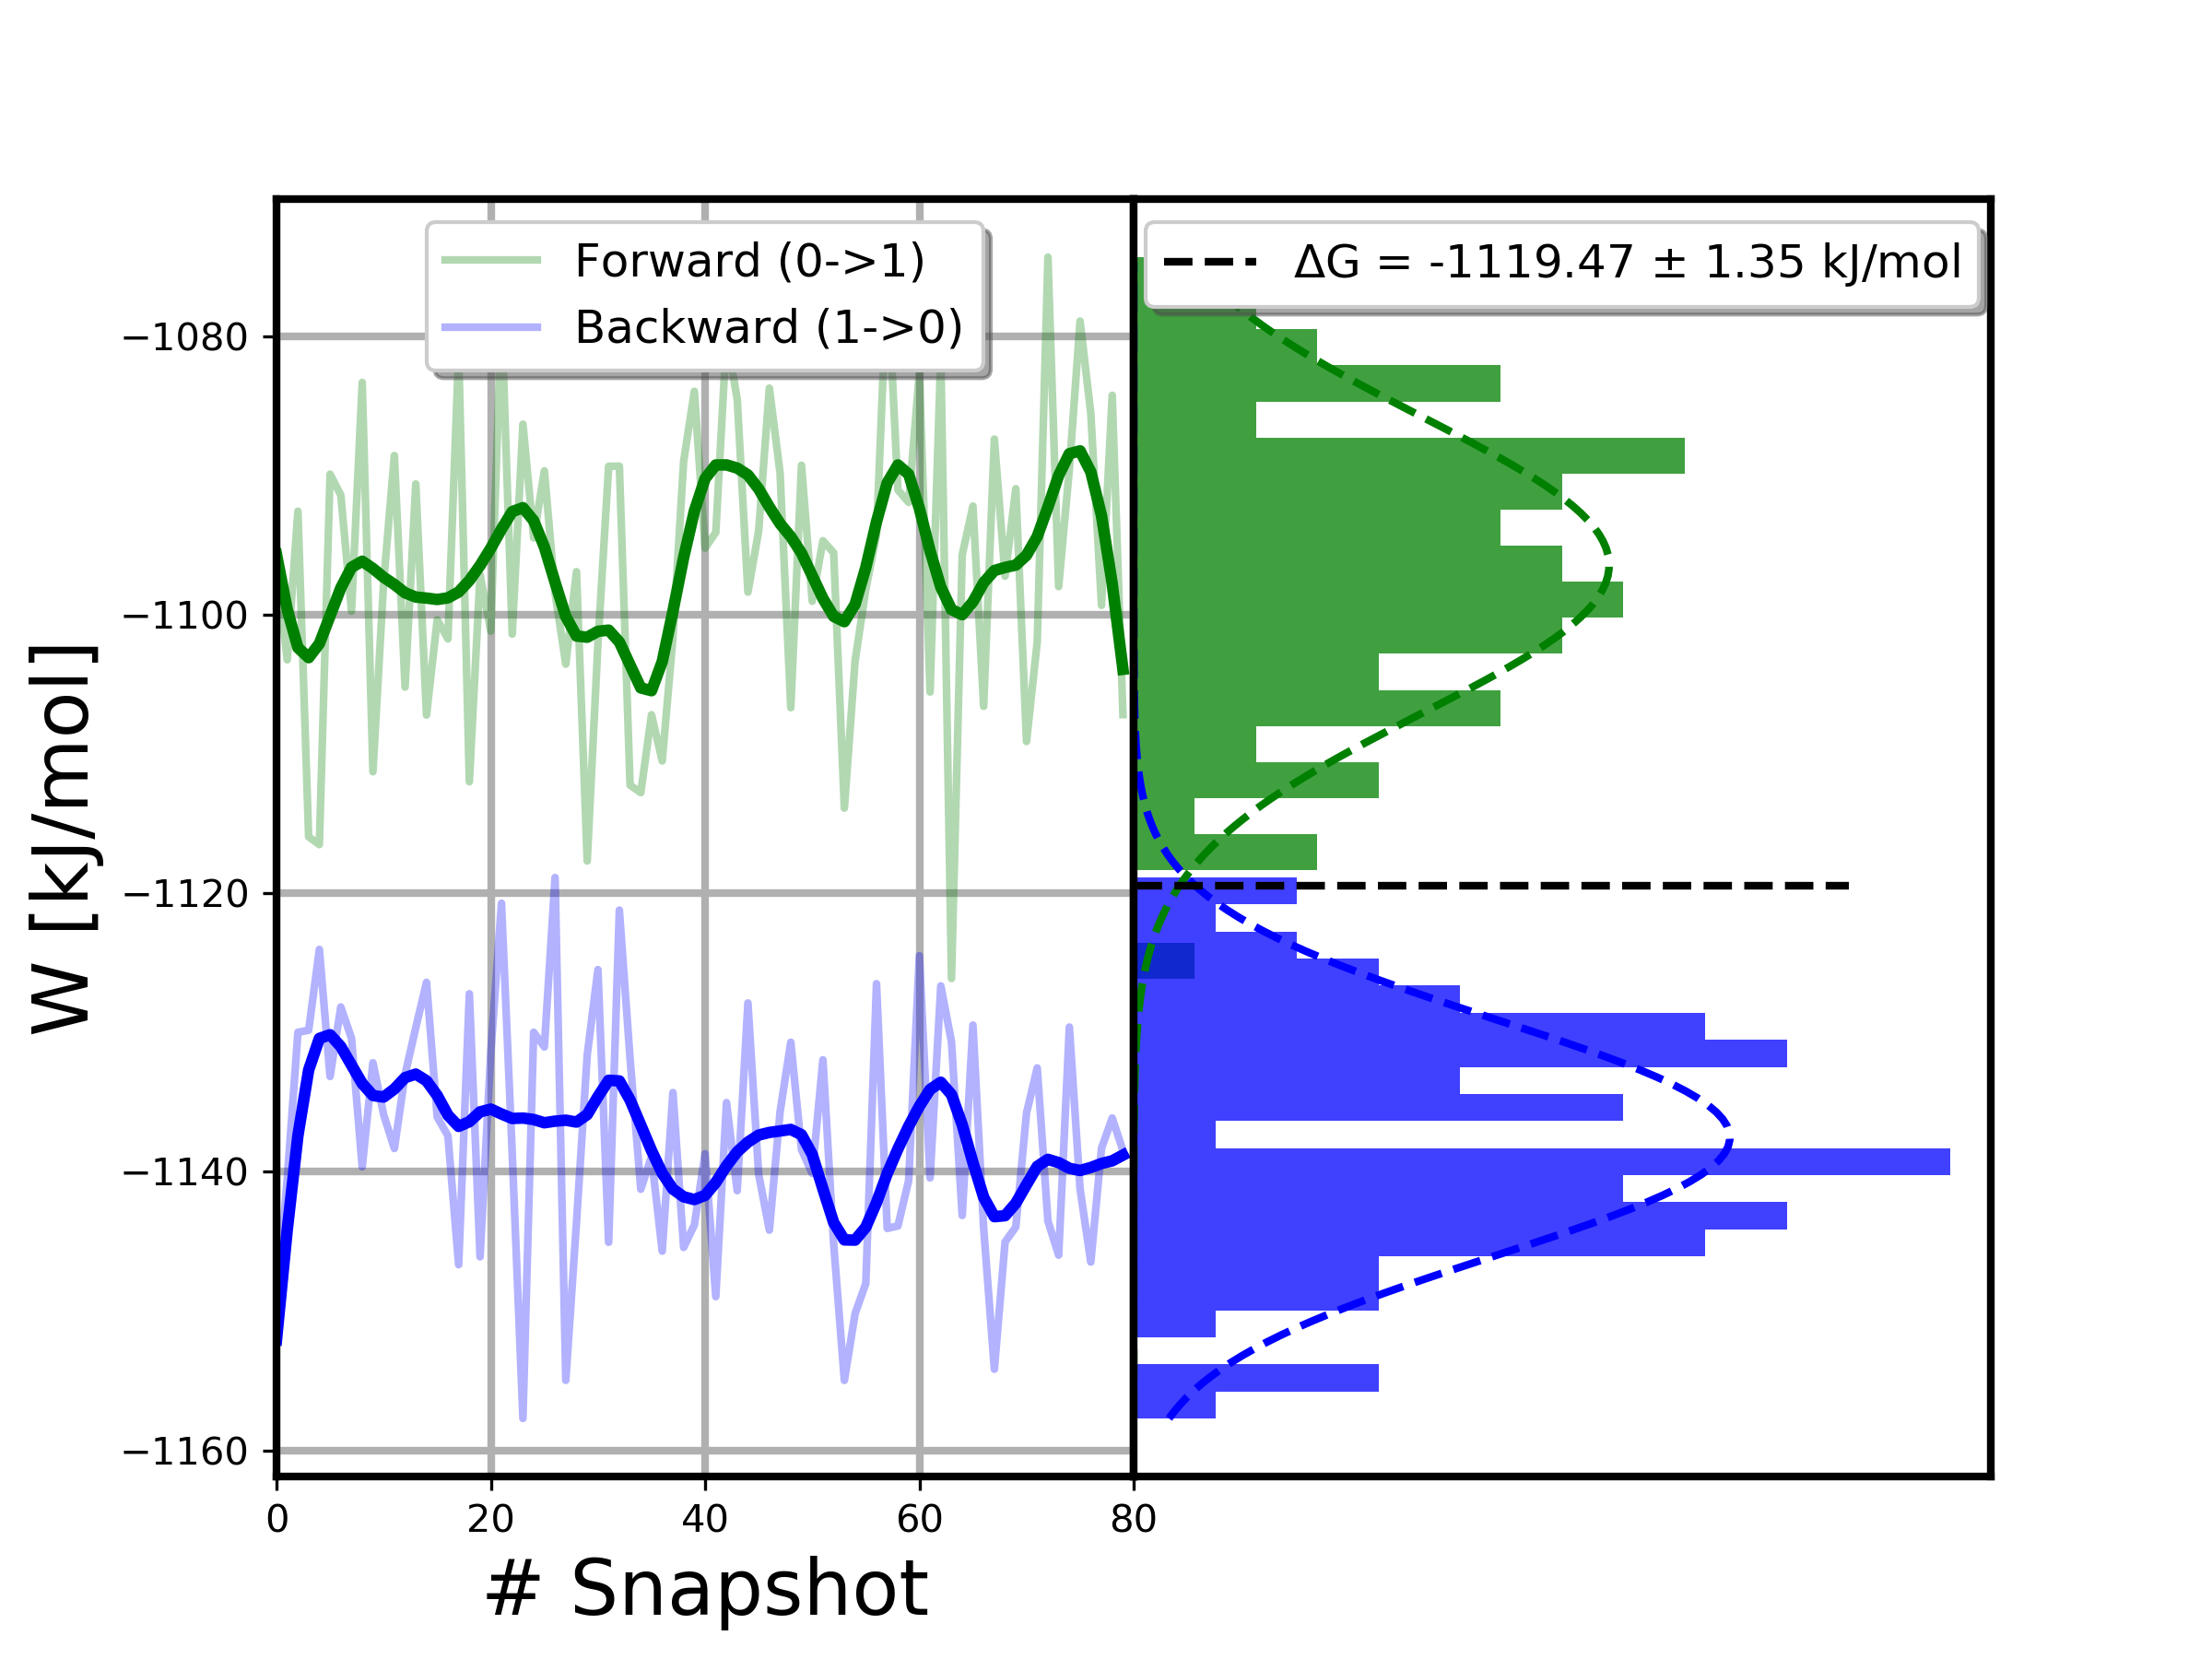 Forward (0->1)
Backward (1->0)
ΔG = -1119.47 ± 1.35 kJ/mol
−1080
−1100
−1120
−1140
−1160
W [kJ/mol]
0 20 40 60 80
# Snapshot